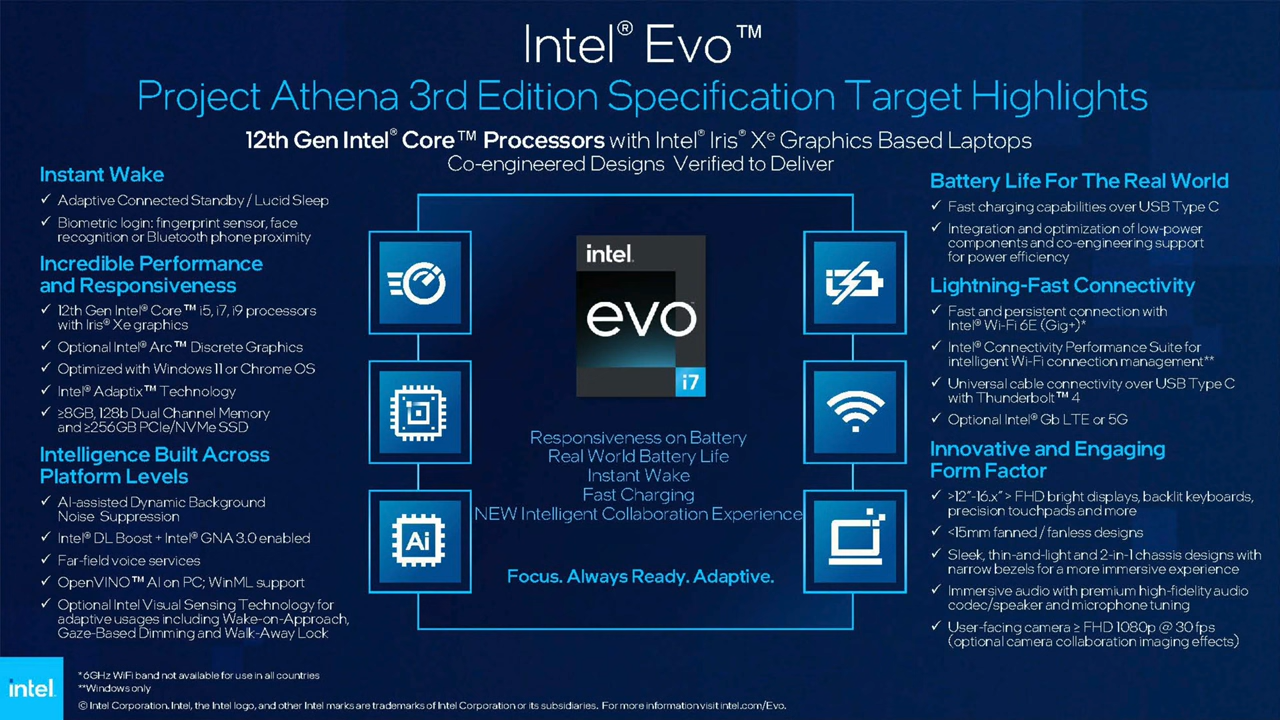 Intel® Evo™
Project Athena 3rd Edition Specification Target Highlights
12th Gen Intel® Core™ Processors with Intel® Iris® Xᵉ Graphics Based Laptops
Co-engineered Designs Verified to Deliver
Instant Wake
✓ Adaptive Connected Standby / Lucid Sleep
✓ Biometric login: fingerprint sensor, face
recognition or Bluetooth phone proximity
Incredible Performance
and Responsiveness
✓ 12th Gen Intel® Core™ i5, i7, i9 processors
with Iris® Xe graphics
✓ Optional Intel® Arc™ Discrete Graphics
✓ Optimized with Windows 11 or Chrome OS
✓ Intel® Adaptix™ Technology
✓ ≥8GB, 128b Dual Channel Memory
and ≥256GB PCIe/NVMe SSD
Intelligence Built Across
Platform Levels
✓ AI-assisted Dynamic Background
Noise Suppression
✓ Intel® DL Boost + Intel® GNA 3.0 enabled
✓ Far-field voice services
✓ OpenVINO™ AI on PC; WinML support
✓ Optional Intel Visual Sensing Technology for
adaptive usages including Wake-on-Approach,
Gaze-Based Dimming and Walk-Away Lock
Ai
intel.
evo
i7
Responsiveness on Battery
Real World Battery Life
Instant Wake
Fast Charging
NEW Intelligent Collaboration Experience
Focus. Always Ready. Adaptive.
Battery Life For The Real World
✓ Fast charging capabilities over USB Type C
✓ Integration and optimization of low-power
components and co-engineering support
for power efficiency
Lightning-Fast Connectivity
✓ Fast and persistent connection with
Intel® Wi-Fi 6E (Gig+)*
✓ Intel® Connectivity Performance Suite for
intelligent Wi-Fi connection management**
✓ Universal cable connectivity over USB Type C
with Thunderbolt™ 4
✓ Optional Intel® Gb LTE or 5G
Innovative and Engaging
Form Factor
✓ >12”-16.x” > FHD bright displays, backlit keyboards,
precision touchpads and more
✓ <15mm fanned / fanless designs
✓ Sleek, thin-and-light and 2-in-1 chassis designs with
narrow bezels for a more immersive experience
✓ Immersive audio with premium high-fidelity audio
codec/speaker and microphone tuning
✓ User-facing camera ≥ FHD 1080p @ 30 fps
(optional camera collaboration imaging effects)
intel.
*6GHz WiFi band not available for use in all countries
**Windows only
© Intel Corporation. Intel, the Intel logo, and other Intel marks are trademarks of Intel Corporation or its subsidiaries. For more information visit intel.com/Evo.